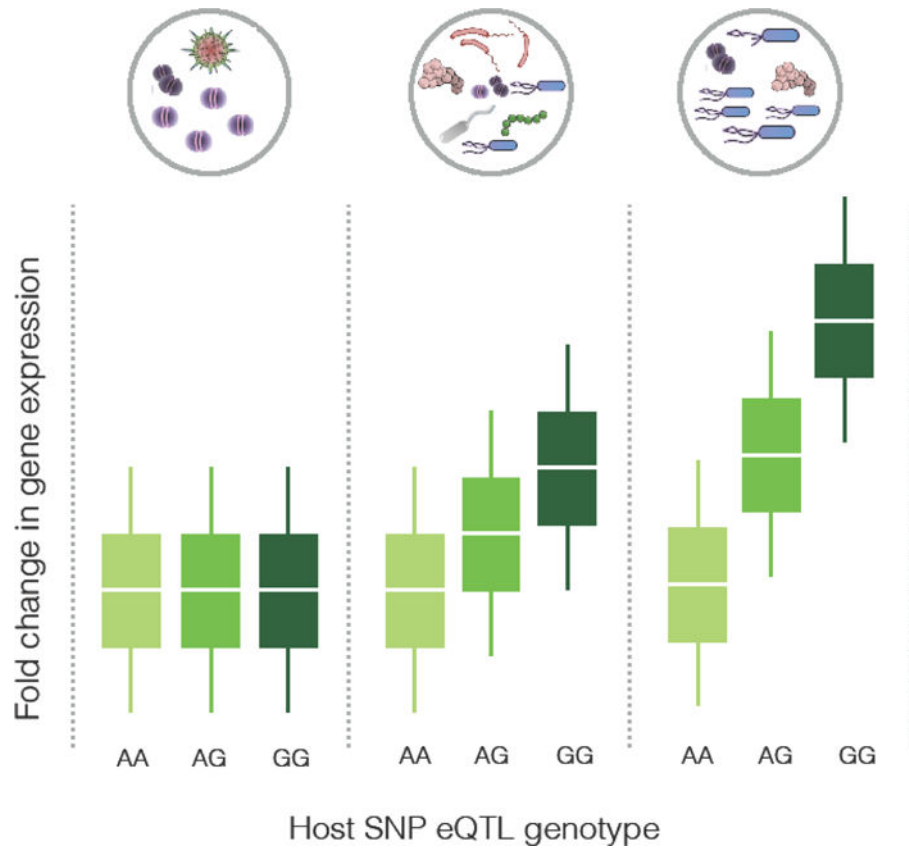 Fold change in gene expression
AA AG GG AA AG GG AA AG GG
Host SNP eQTL genotype